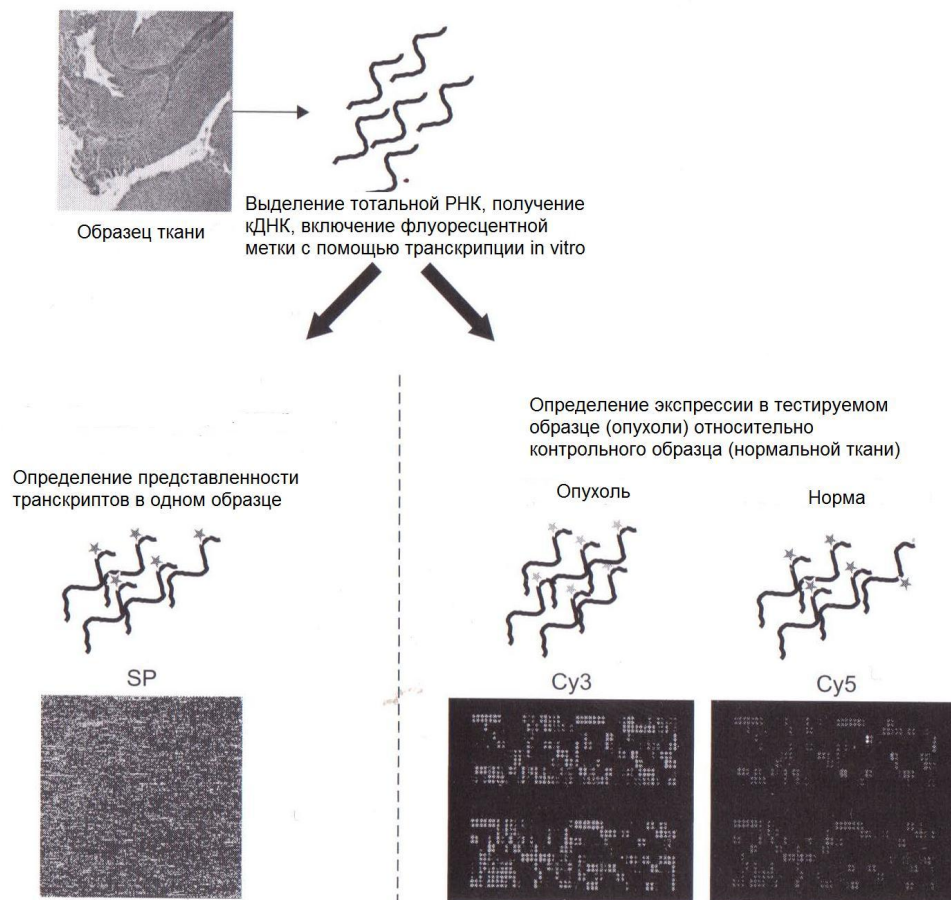 Образец ткани
Выделение тотальной РНК, получение
кДНК, включение флуоресцентной
метки с помощью транскрипции in vitro
Определение представленности
транскриптов в одном образце
SP
Определение экспрессии в тестируемом
образце (опухоли) относительно
контрольного образца (нормальной ткани)
Опухоль
Норма
Cy3
Cy5